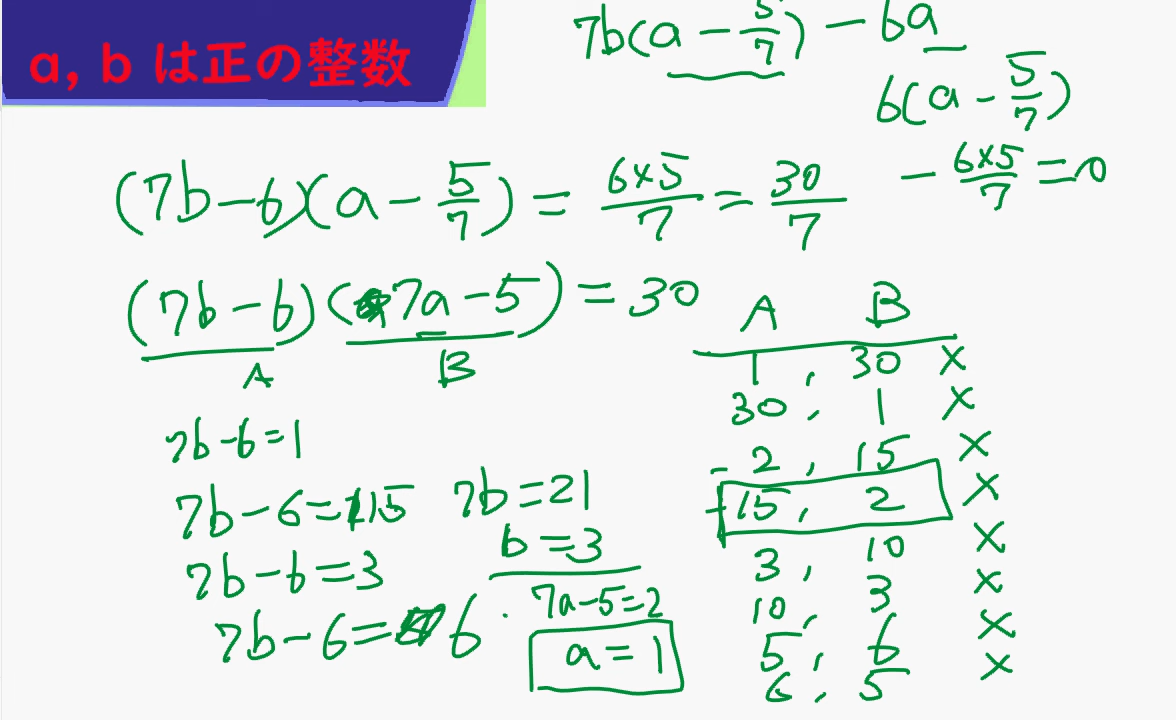 a, b は正の整数
7b(a - 5/7) - 6a
6(a - 5/7)
- 6×5/7 = 0
(7b - 6)(a - 5/7) = 6×5/7 = 30/7
(7b - 6)(7a - 5) = 30
A B
A B
1, 30 ×
30, 1 ×
2, 15 ×
15, 2 ×
3, 10 ×
10, 3 ×
5, 6 ×
6, 5 ×
7b - 6 = 1
7b - 6 = 15
7b = 21
b = 3
7b - 6 = 3
7a - 5 = 2
7b - 6 = 6
a = 1